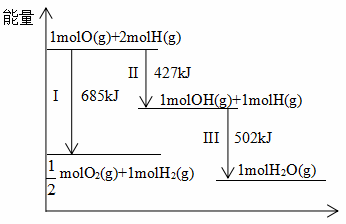 能量
1molO(g)+2molH(g)
II 427kJ
I 685kJ
1molOH(g)+1molH(g)
III 502kJ
1/2 molO₂(g)+1molH₂(g)
1molH₂O(g)